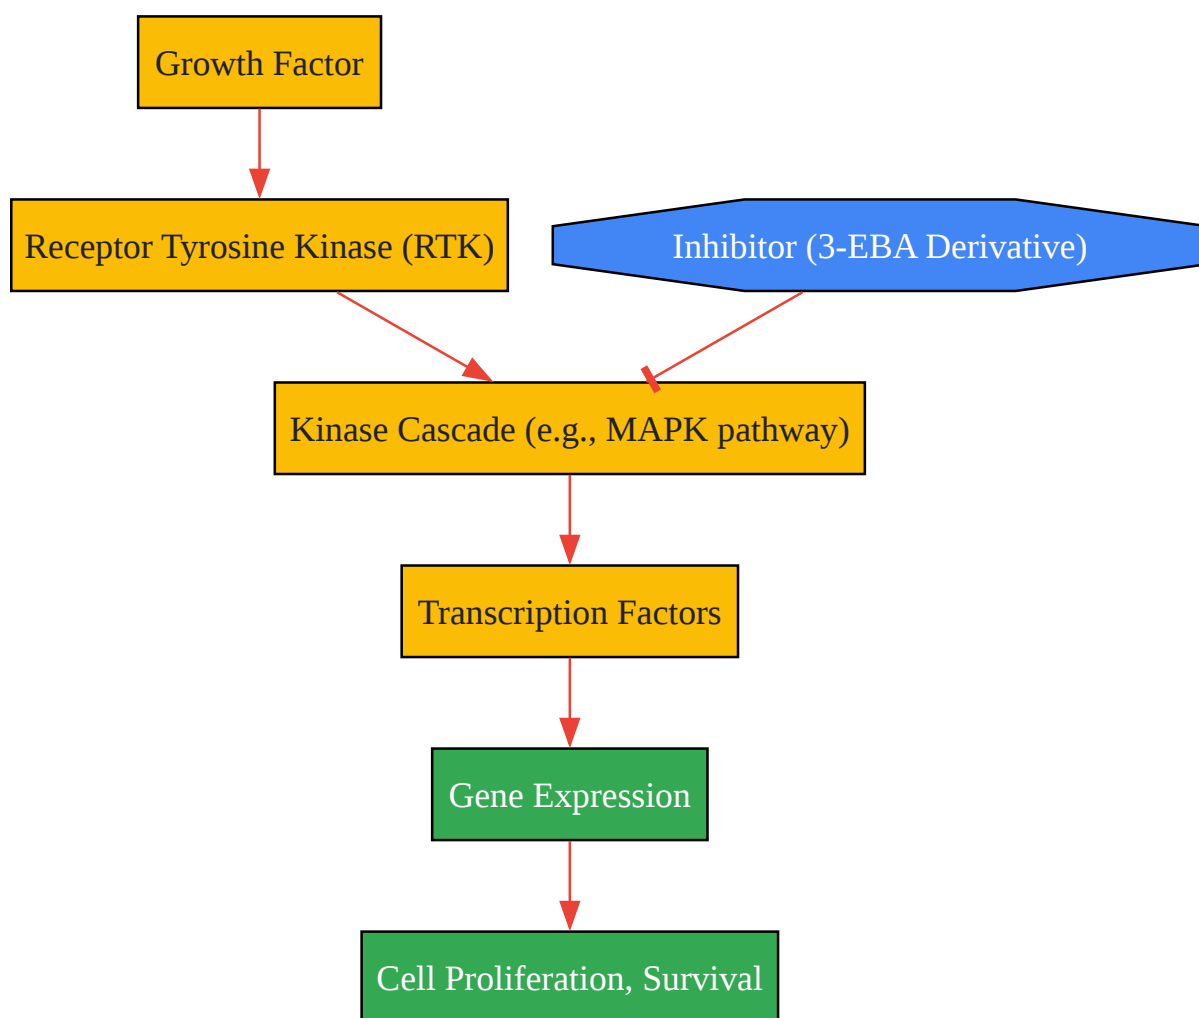 Growth Factor
Receptor Tyrosine Kinase (RTK)
Inhibitor (3-EBA Derivative)
Kinase Cascade (e.g., MAPK pathway)
Transcription Factors
Gene Expression
Cell Proliferation, Survival